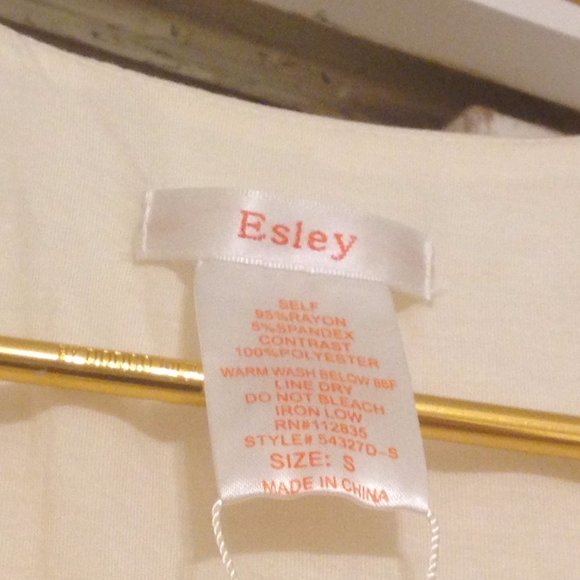 Esley
SELF
95%RAYON
5%SPANDEX
CONTRAST
100%POLYESTER
WARM WASH BELOW 86F
LINE DRY
DO NOT BLEACH
IRON LOW
RN#112835
STYLE# 54327D-S
SIZE: S
MADE IN CHINA